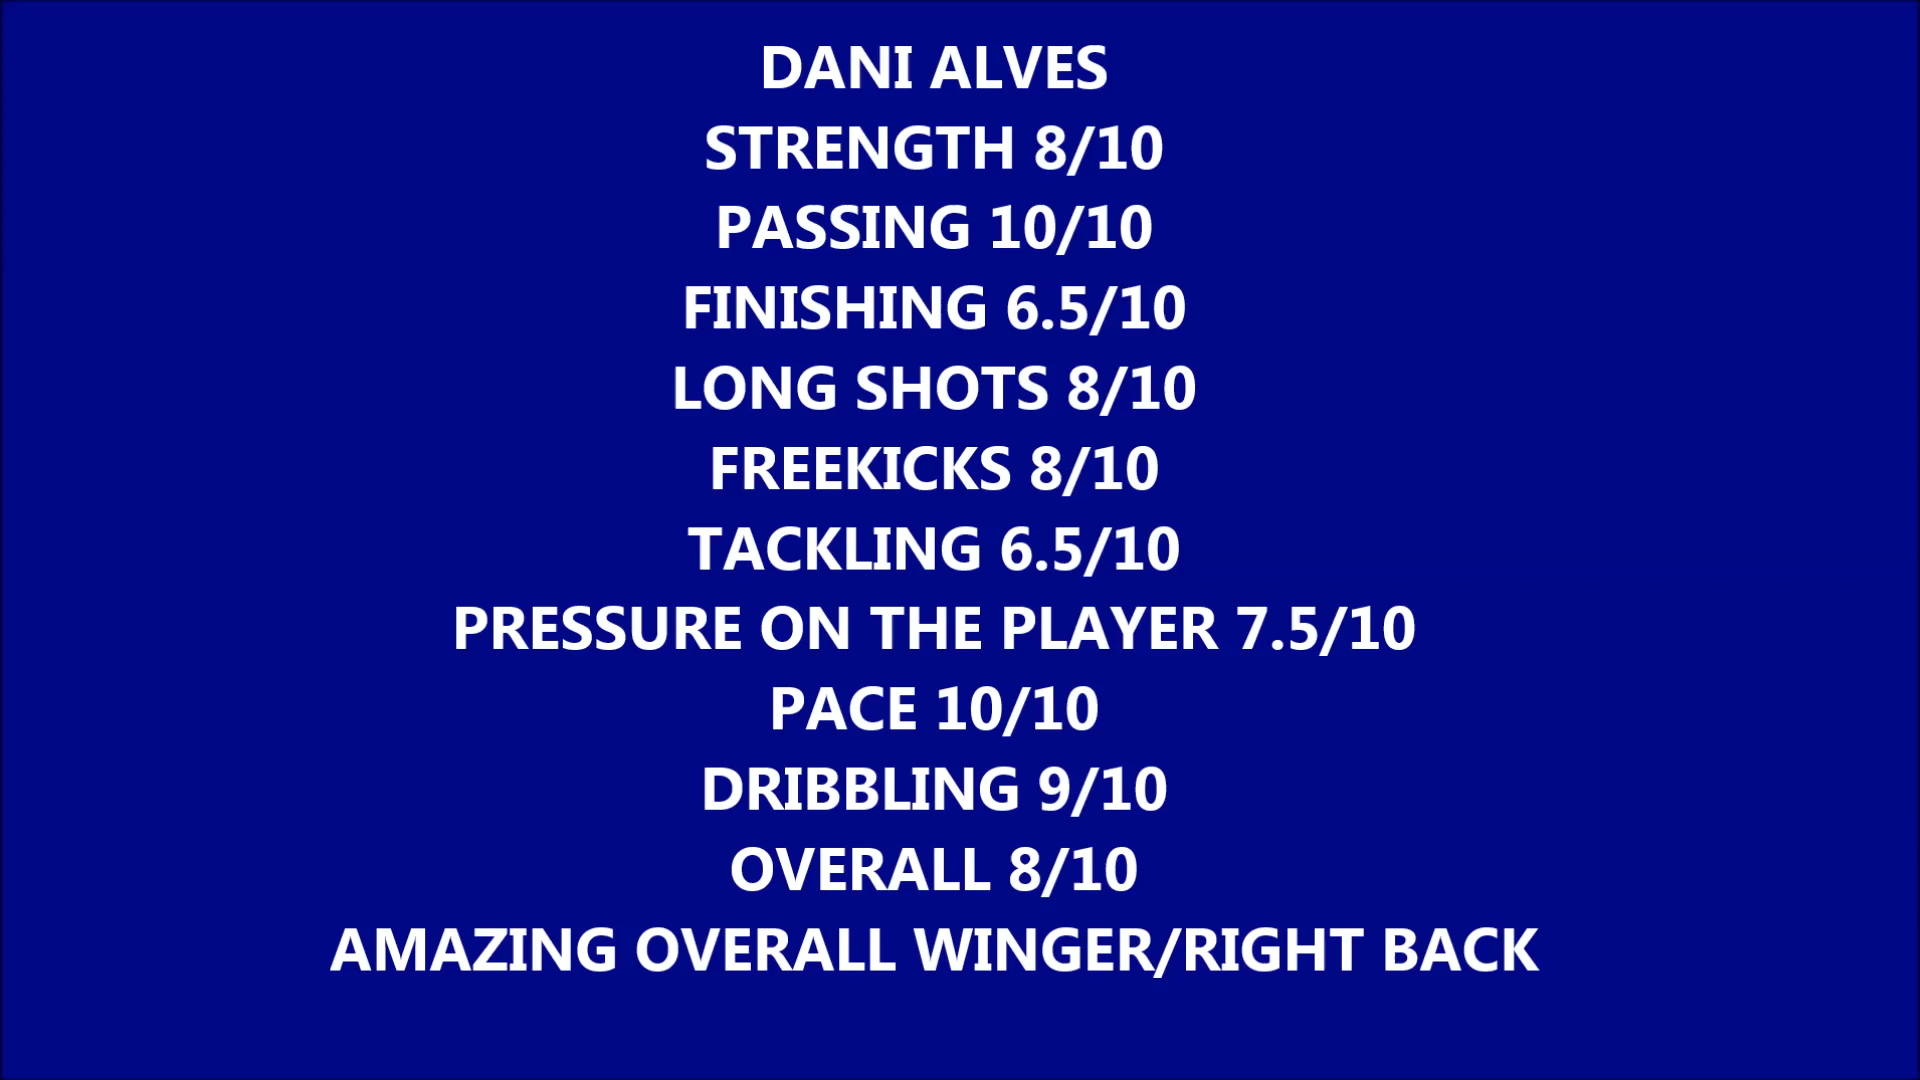 DANI ALVES
STRENGTH 8/10
PASSING 10/10
FINISHING 6.5/10
LONG SHOTS 8/10
FREEKICKS 8/10
TACKLING 6.5/10
PRESSURE ON THE PLAYER 7.5/10
PACE 10/10
DRIBBLING 9/10
OVERALL 8/10
AMAZING OVERALL WINGER/RIGHT BACK